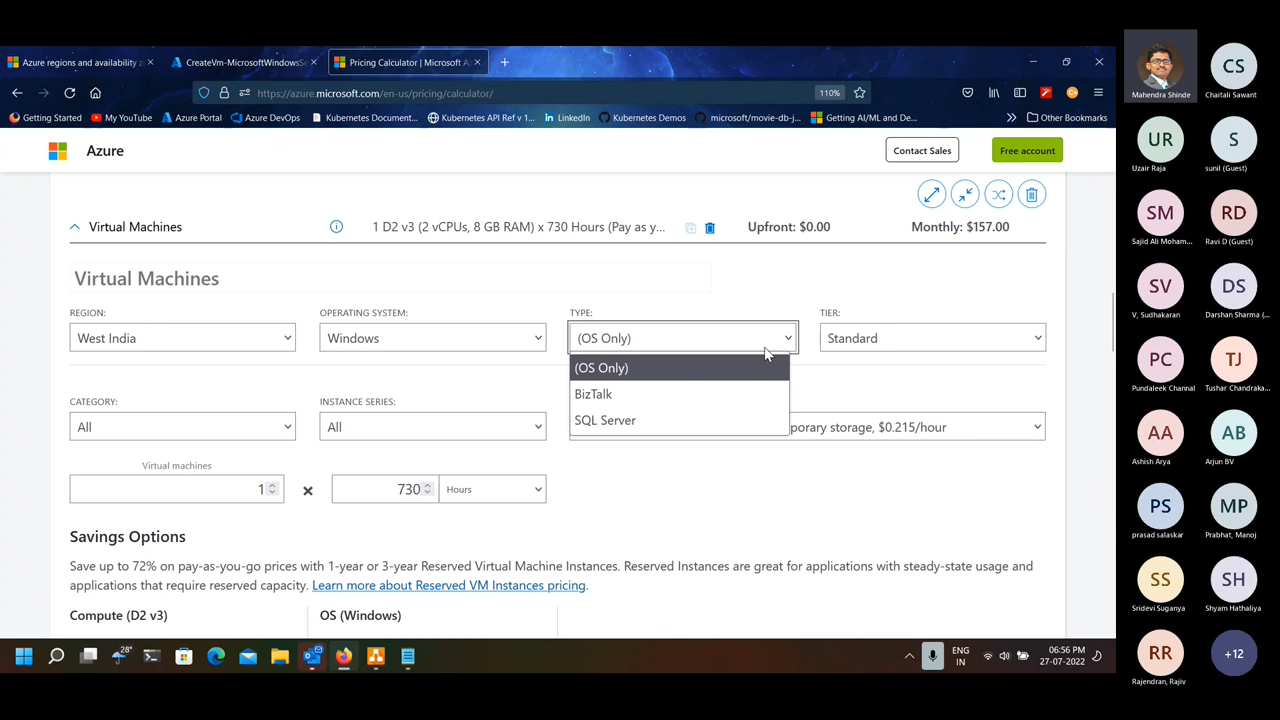 Azure regions and availability z
CreateVm-MicrosoftWindowsSe
Pricing Calculator | Microsoft A
https://azure.microsoft.com/en-us/pricing/calculator/
110%
Getting Started
My YouTube
Azure Portal
Azure DevOps
Kubernetes Document...
Kubernetes API Ref v 1...
LinkedIn
Kubernetes Demos
microsoft/movie-db-j...
Getting AI/ML and De...
Other Bookmarks
Azure
Contact Sales
Free account
Virtual Machines
1 D2 v3 (2 vCPUs, 8 GB RAM) x 730 Hours (Pay as y...
Upfront: $0.00
Monthly: $157.00
Virtual Machines
REGION:
OPERATING SYSTEM:
TYPE:
TIER:
West India
Windows
(OS Only)
Standard
(OS Only)
BizTalk
SQL Server
CATEGORY:
INSTANCE SERIES:
All
All
porary storage, $0.215/hour
Virtual machines
1
730
Hours
Savings Options
Save up to 72% on pay-as-you-go prices with 1-year or 3-year Reserved Virtual Machine Instances. Reserved Instances are great for applications with steady-state usage and
applications that require reserved capacity. Learn more about Reserved VM Instances pricing.
Compute (D2 v3)
OS (Windows)
28°
ENG
IN
06:56 PM
27-07-2022
Mahendra Shinde
CS
Chaitali Sawant
UR
Uzair Raja
S
sunil (Guest)
SM
Sajid Ali Moham...
RD
Ravi D (Guest)
SV
V, Sudhakaran
DS
Darshan Sharma (...
PC
Pundaleek Channal
TJ
Tushar Chandraka...
AA
Ashish Arya
AB
Arjun BV
PS
prasad salaskar
MP
Prabhat, Manoj
SS
Sridevi Suganya
SH
Shyam Hathaliya
RR
Rajendran, Rajiv
+12